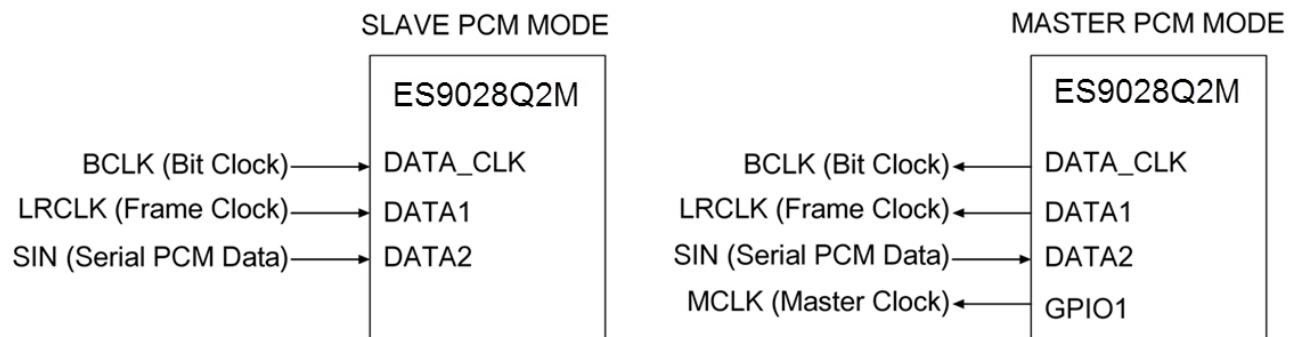 SLAVE PCM MODE
ES9028Q2M
BCLK (Bit Clock) DATA_CLK
LRCLK (Frame Clock) DATA1
SIN (Serial PCM Data) DATA2
MASTER PCM MODE
ES9028Q2M
BCLK (Bit Clock) DATA_CLK
LRCLK (Frame Clock) DATA1
SIN (Serial PCM Data) DATA2
MCLK (Master Clock) GPIO1